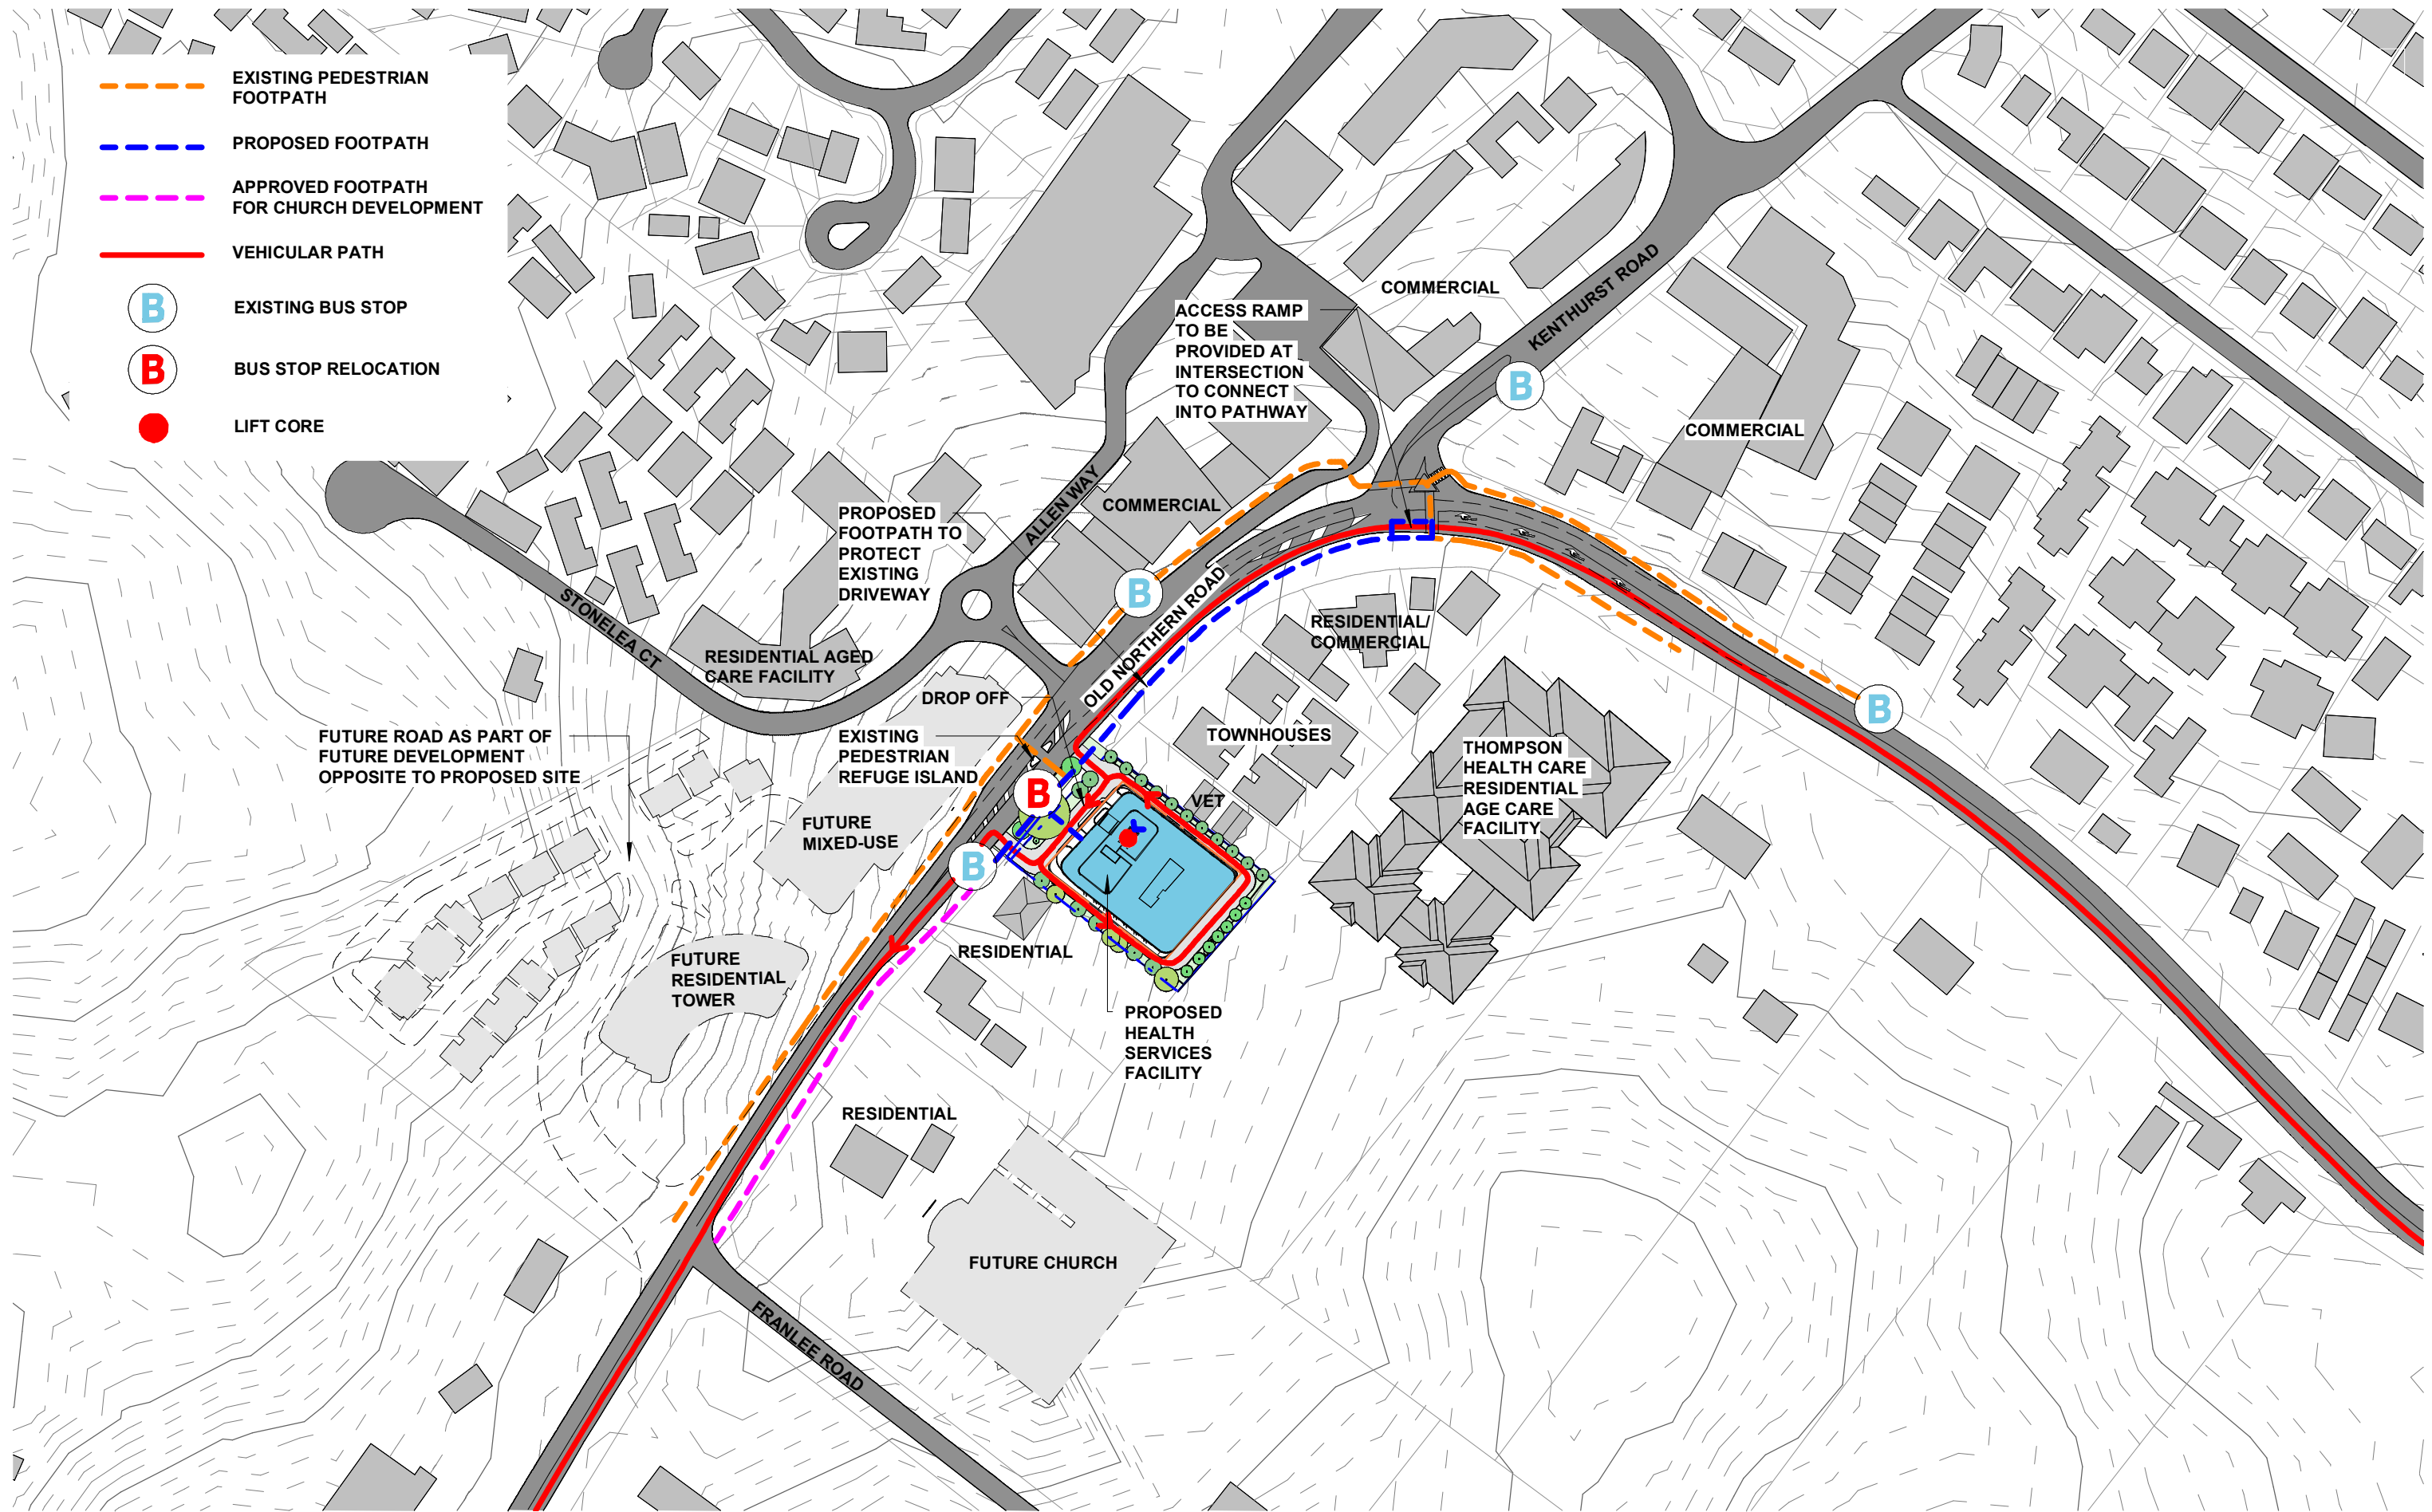 EXISTING PEDESTRIAN
FOOTPATH
PROPOSED FOOTPATH
APPROVED FOOTPATH
FOR CHURCH DEVELOPMENT
VEHICULAR PATH
B
EXISTING BUS STOP
B
BUS STOP RELOCATION
LIFT CORE
COMMERCIAL
KENTHURST ROAD
ACCESS RAMP
TO BE
PROVIDED AT
INTERSECTION
TO CONNECT
INTO PATHWAY
B
COMMERCIAL
ALLEN WAY
COMMERCIAL
PROPOSED
FOOTPATH TO
PROTECT
EXISTING
DRIVEWAY
B
OLD NORTHERN ROAD
STONELEA CT
RESIDENTIAL/
COMMERCIAL
RESIDENTIAL AGED
CARE FACILITY
DROP OFF
B
FUTURE ROAD AS PART OF
FUTURE DEVELOPMENT
OPPOSITE TO PROPOSED SITE
EXISTING
PEDESTRIAN
REFUGE ISLAND
TOWNHOUSES
THOMPSON
HEALTH CARE
RESIDENTIAL
AGE CARE
FACILITY
B
VET
FUTURE
MIXED-USE
B
RESIDENTIAL
FUTURE
RESIDENTIAL
TOWER
PROPOSED
HEALTH
SERVICES
FACILITY
RESIDENTIAL
FUTURE CHURCH
FRANLEE ROAD